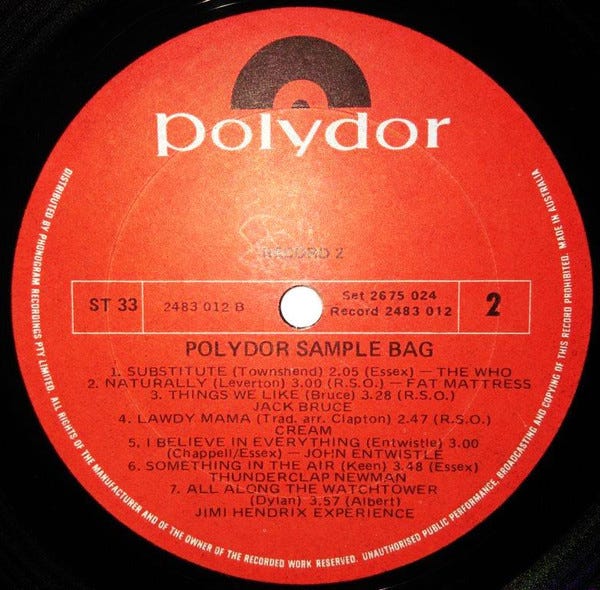 polydor
RECORD 2
ST 33
2483 012 B
Set 2675 024
Record 2483 012
2
POLYDOR SAMPLE BAG
1. SUBSTITUTE (Townshend) 2.05 (Essex) — THE WHO
2. NATURALLY (Leverton) 3.00 (R.S.O.) — FAT MATTRESS
3. THINGS WE LIKE (Bruce) 3.28 (R.S.O.)
JACK BRUCE
4. LAWDY MAMA (Trad. arr. Clapton) 2.47 (R.S.O.)
CREAM
5. I BELIEVE IN EVERYTHING (Entwistle) 3.00
(Chappell/Essex) — JOHN ENTWISTLE
6. SOMETHING IN THE AIR (Keen) 3.48 (Essex)
THUNDERCLAP NEWMAN
7. ALL ALONG THE WATCHTOWER
(Dylan) 3.57 (Albert)
JIMI HENDRIX EXPERIENCE
DISTRIBUTED BY PHONOGRAM RECORDINGS PTY LIMITED. ALL RIGHTS OF THE MANUFACTURER AND OF THE OWNER OF THE RECORDED WORK RESERVED. UNAUTHORISED PUBLIC PERFORMANCE, BROADCASTING AND COPYING OF THIS RECORD PROHIBITED. MADE IN AUSTRALIA